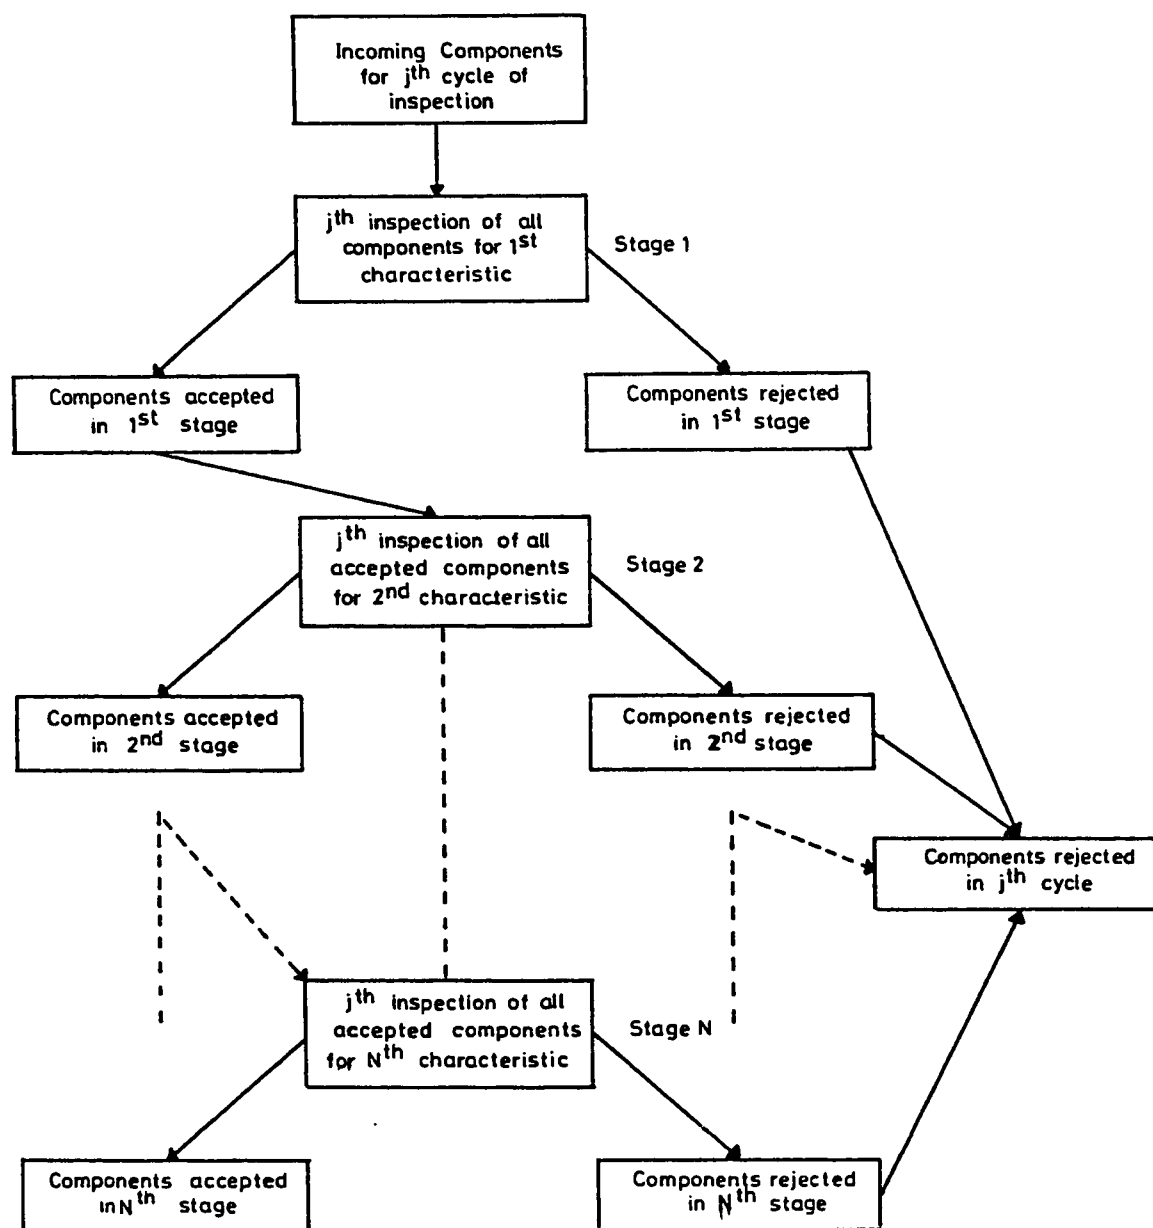 Incoming Components
for jth cycle of
inspection
jth inspection of all
components for 1st
characteristic
Stage 1
Components accepted
in 1st stage
Components rejected
in 1st stage
jth inspection of all
accepted components
for 2nd characteristic
Stage 2
Components accepted
in 2nd stage
Components rejected
in 2nd stage
Components rejected
in jth cycle
jth inspection of all
accepted components
for Nth characteristic
Stage N
Components accepted
in Nth stage
Components rejected
in Nth stage